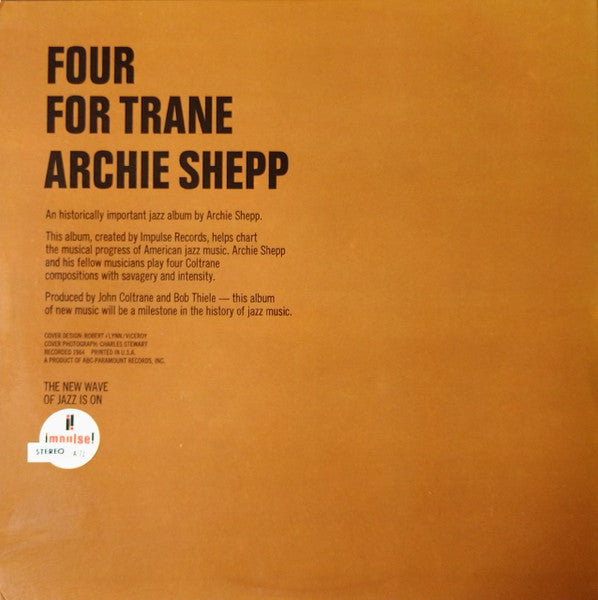 FOUR
FOR TRANE
ARCHIE SHEPP
An historically important jazz album by Archie Shepp.
This album, created by Impulse Records, helps chart
the musical progress of American jazz music. Archie Shepp
and his fellow musicians play four Coltrane
compositions with savagery and intensity.
Produced by John Coltrane and Bob Thiele — this album
of new music will be a milestone in the history of jazz music.
COVER DESIGN: ROBERT FLYNN/VICEROY
COVER PHOTOGRAPH: CHARLES STEWART
RECORDED 1964 PRINTED IN U.S.A.
A PRODUCT OF ABC-PARAMOUNT RECORDS, INC.
THE NEW WAVE
OF JAZZ IS ON
i!
impulse!
STEREO A-71